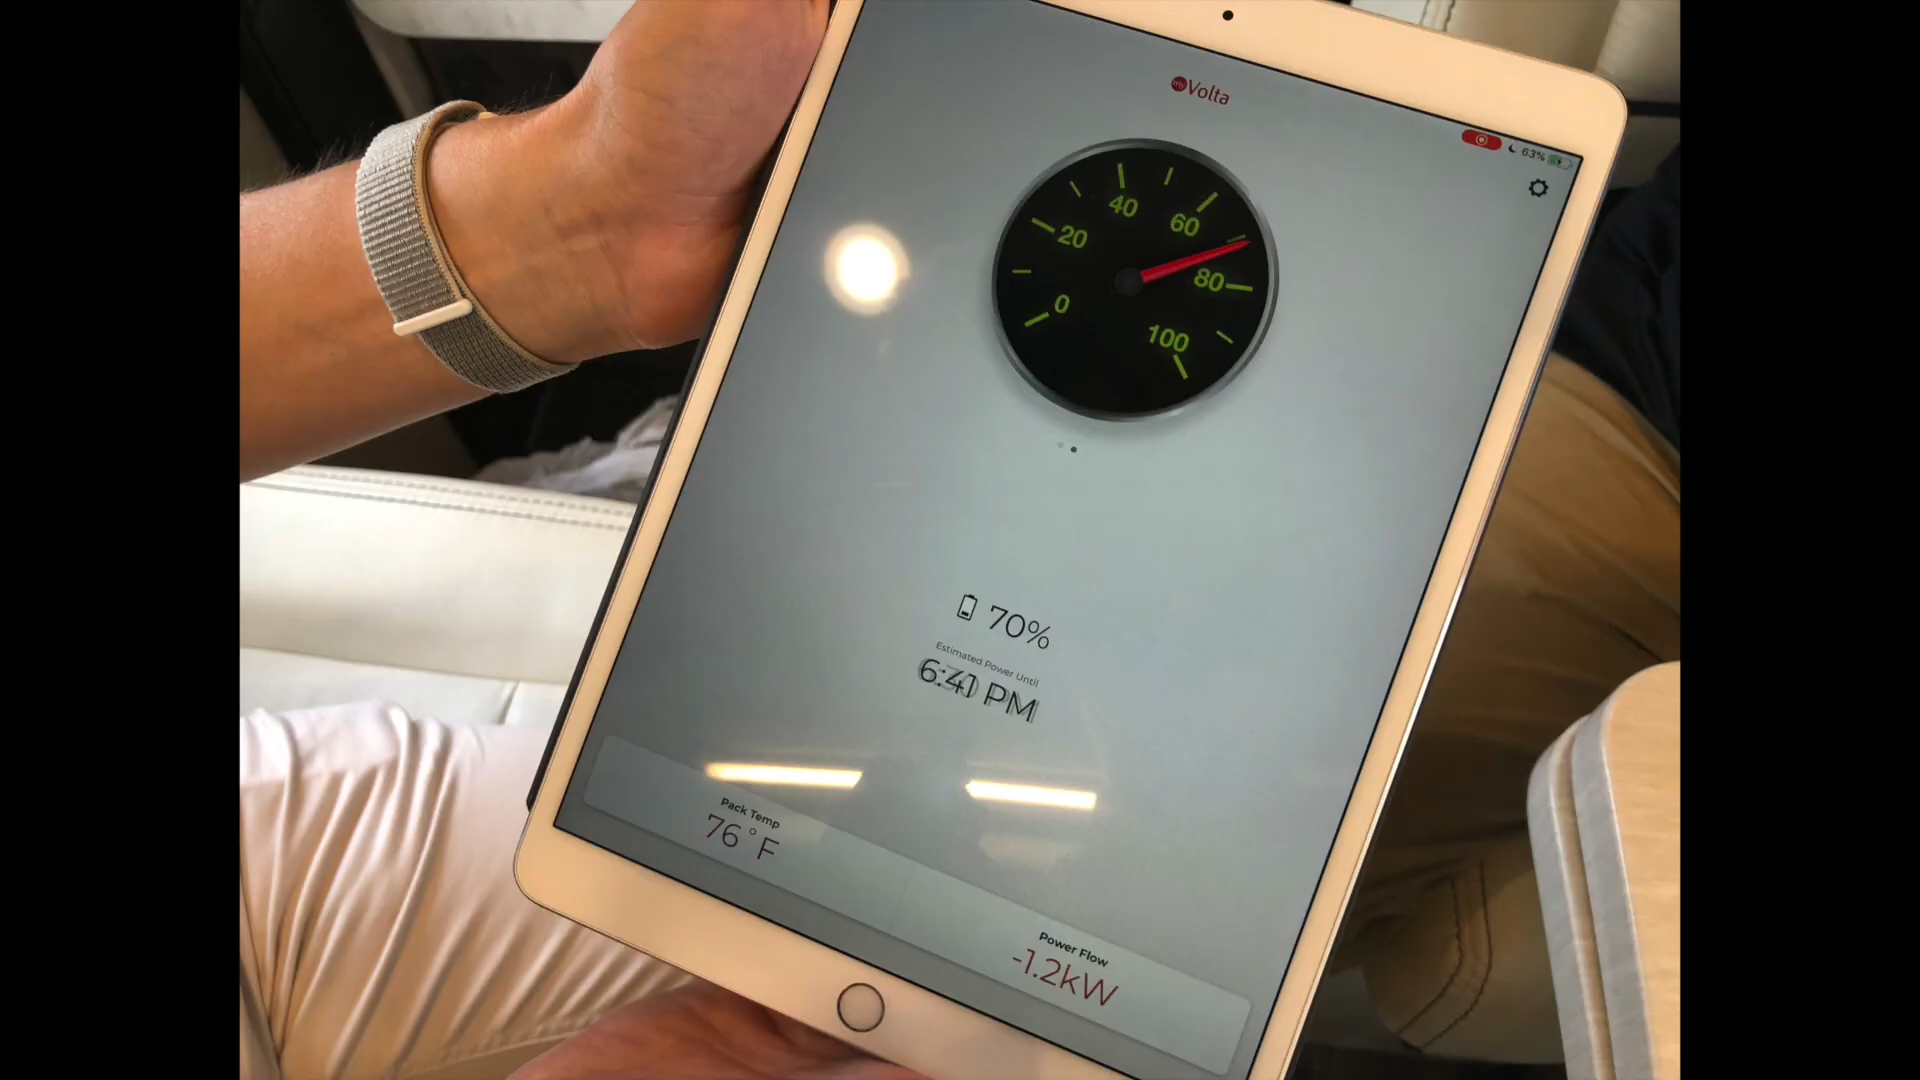 myVolta
63%
0
20
40
60
80
100
70%
Estimated Power Until
6:41 PM
Pack Temp
76°F
Power Flow
-1.2kW